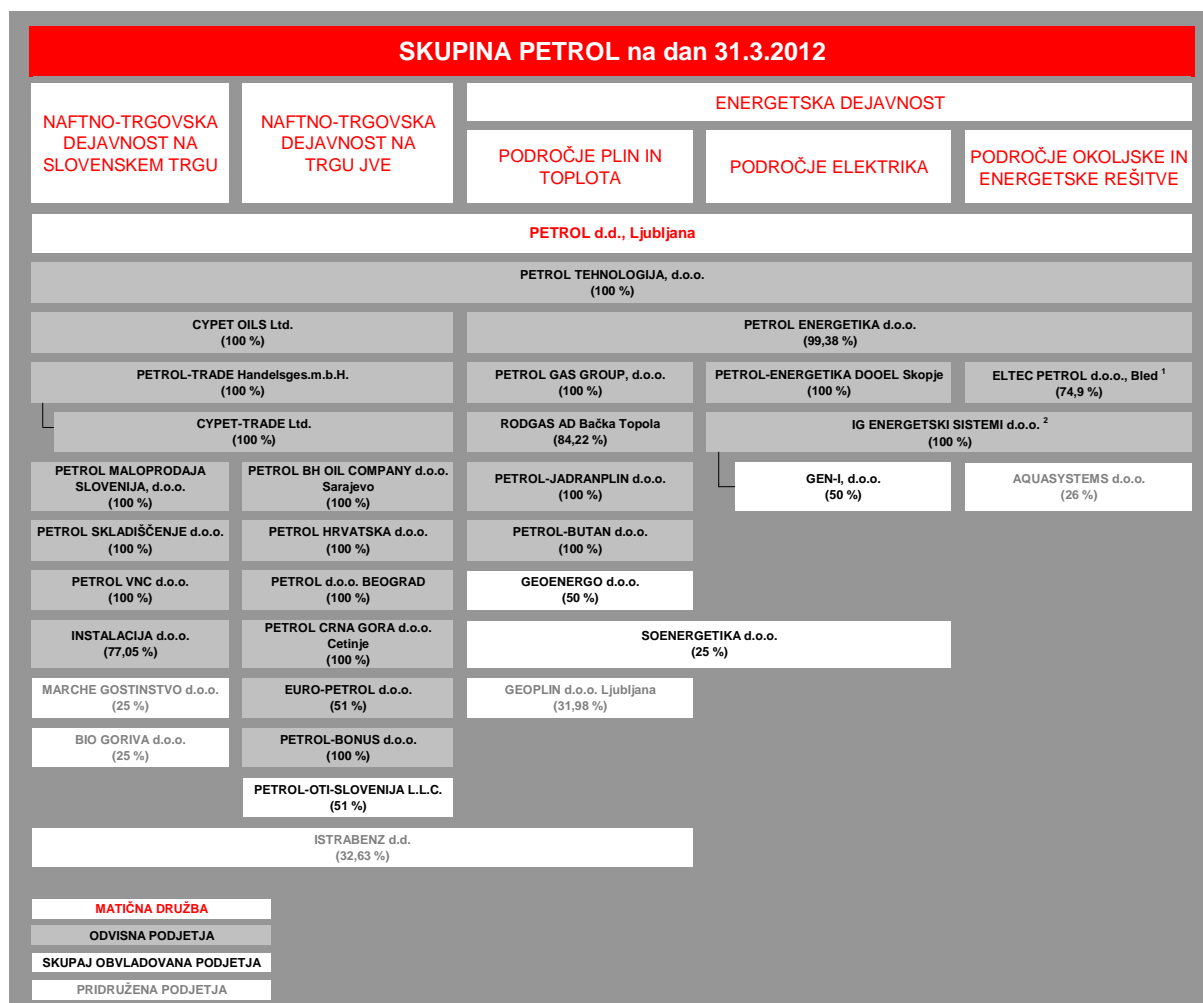 SKUPINA PETROL na dan 31.3.2012
NAFTNO-TRGOVSKA
DEJAVNOST NA
SLOVENSKEM TRGU
NAFTNO-TRGOVSKA
DEJAVNOST NA
TRGU JVE
ENERGETSKA DEJAVNOST
PODROČJE PLIN IN
TOPLOTA
PODROČJE ELEKTRIKA
PODROČJE OKOLJSKE IN
ENERGETSKE REŠITVE
PETROL d.d., Ljubljana
PETROL TEHNOLOGIJA, d.o.o.
(100 %)
CYPET OILS Ltd.
(100 %)
PETROL ENERGETIKA d.o.o.
(99,38 %)
PETROL-TRADE Handelsges.m.b.H.
(100 %)
PETROL GAS GROUP, d.o.o.
(100 %)
PETROL-ENERGETIKA DOOEL Skopje
(100 %)
ELTEC PETROL d.o.o., Bled ¹
(74,9 %)
CYPET-TRADE Ltd.
(100 %)
RODGAS AD Bačka Topola
(84,22 %)
IG ENERGETSKI SISTEMI d.o.o. ²
(100 %)
PETROL MALOPRODAJA
SLOVENIJA, d.o.o.
(100 %)
PETROL BH OIL COMPANY d.o.o.
Sarajevo
(100 %)
PETROL-JADRANPLIN d.o.o.
(100 %)
GEN-I, d.o.o.
(50 %)
AQUASYSTEMS d.o.o.
(26 %)
PETROL SKLADIŠČENJE d.o.o.
(100 %)
PETROL HRVATSKA d.o.o.
(100 %)
PETROL-BUTAN d.o.o.
(100 %)
PETROL VNC d.o.o.
(100 %)
PETROL d.o.o. BEOGRAD
(100 %)
GEOENERGO d.o.o.
(50 %)
INSTALACIJA d.o.o.
(77,05 %)
PETROL CRNA GORA d.o.o.
Cetinje
(100 %)
SOENERGETIKA d.o.o.
(25 %)
MARCHE GOSTINSTVO d.o.o.
(25 %)
EURO-PETROL d.o.o.
(51 %)
GEOPLIN d.o.o. Ljubljana
(31,98 %)
BIO GORIVA d.o.o.
(25 %)
PETROL-BONUS d.o.o.
(100 %)
PETROL-OTI-SLOVENIJA L.L.C.
(51 %)
ISTRABENZ d.d.
(32,63 %)
MATIČNA DRUŽBA
ODVISNA PODJETJA
SKUPAJ OBVLADOVANA PODJETJA
PRIDRUŽENA PODJETJA